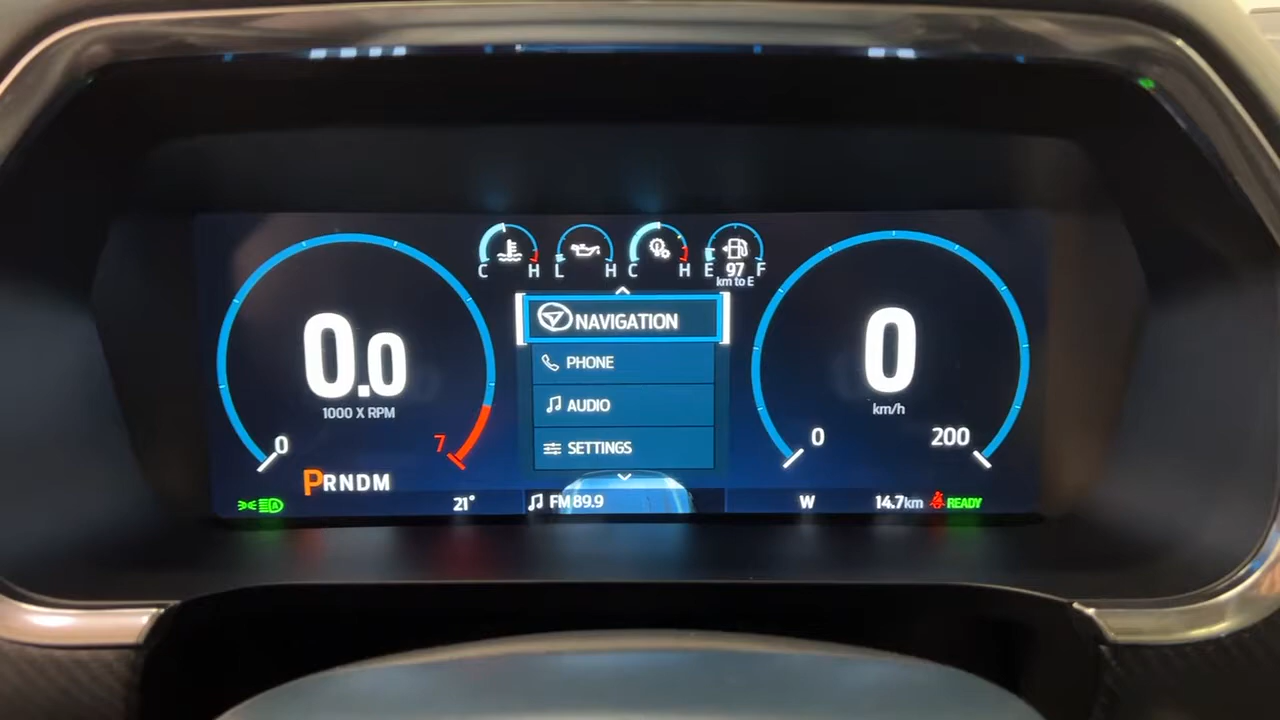 C H L H C H E 97 F
km to E
NAVIGATION
PHONE
AUDIO
SETTINGS
0.0
1000 X RPM
0 7
PRNDM
0
km/h
0 200
21°
FM 89.9
W
14.7km
READY